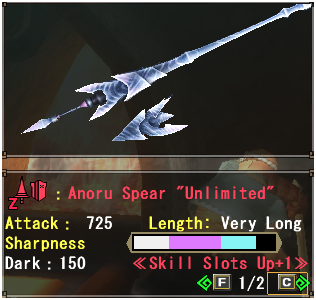 Z : Anoru Spear "Unlimited"
Attack : 725 Length: Very Long
Sharpness
Dark : 150 ≪Skill Slots Up+1≫
F 1/2 C